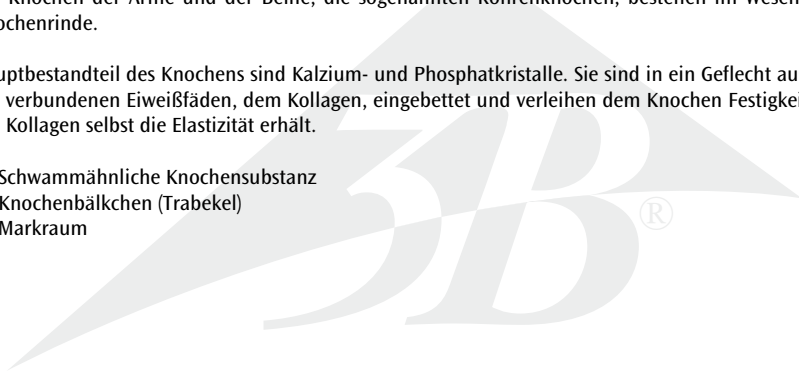 Knochen der Arme und der Beine, die sogenannten Röhrenknochen, bestehen im
ochenrinde.
uptbestandteil des Knochens sind Kalzium- und Phosphatkristalle. Sie sind in ein Geflecht au
verbundenen Eiweißfäden, dem Kollagen, eingebettet und verleihen dem Knochen Festigkei
Kollagen selbst die Elastizität erhält.
Schwammähnliche Knochensubstanz
Knochenbälkchen (Trabekel)
Markraum
3B®